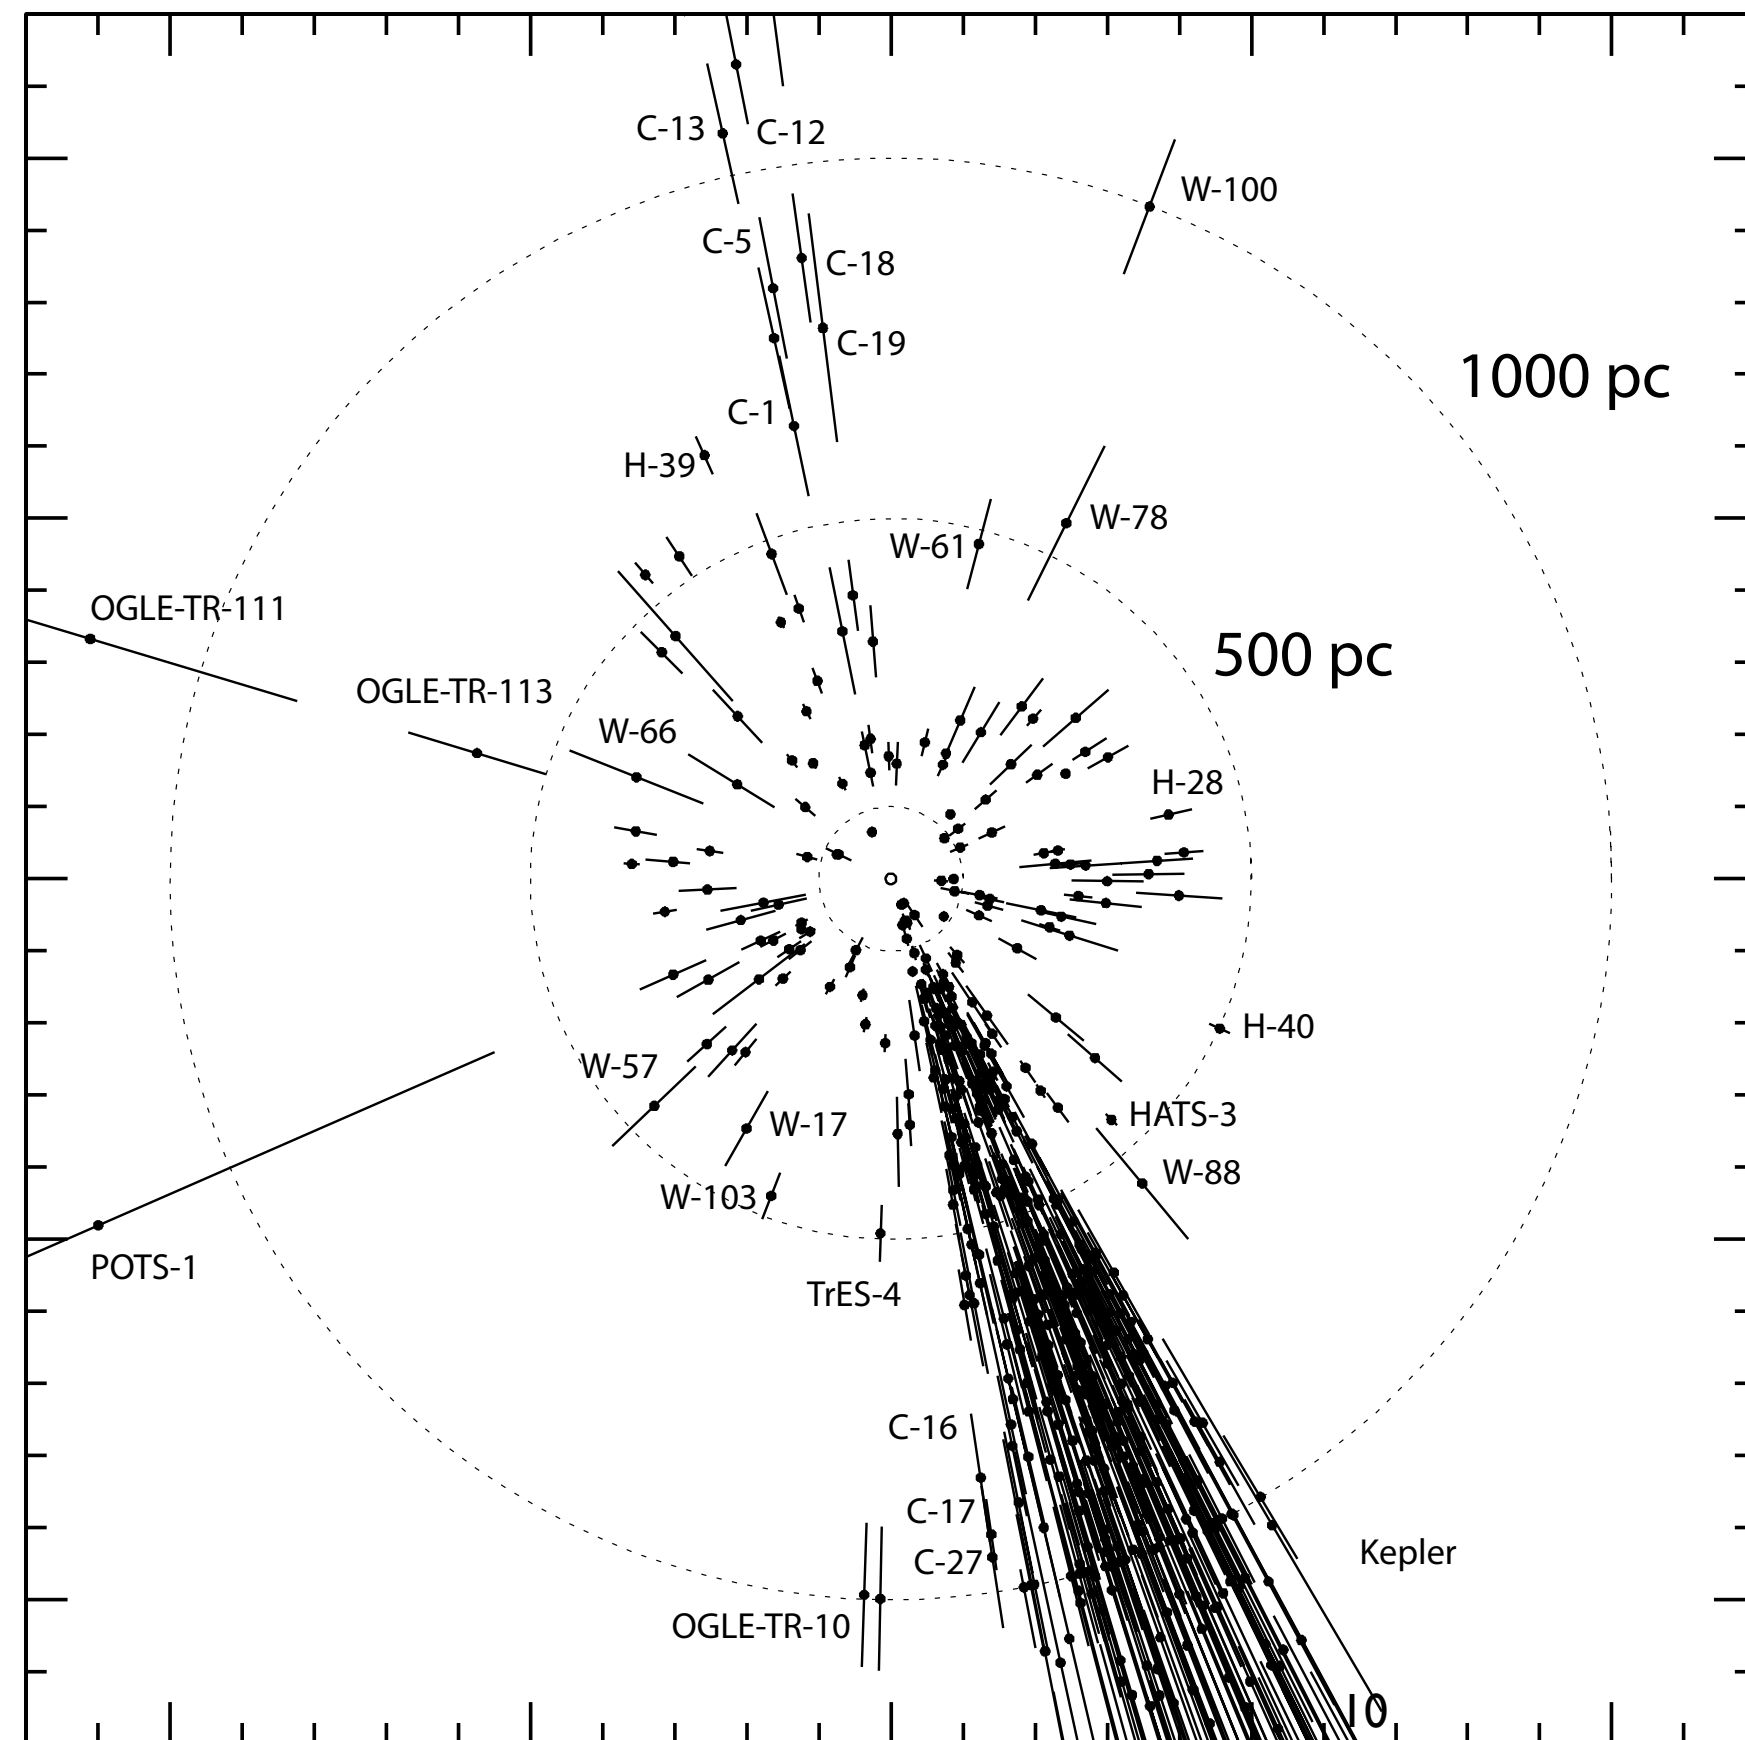 C-13
C-12
W-100
C-5
C-18
C-19
1000 pc
C-1
H-39
W-78
W-61
OGLE-TR-111
500 pc
OGLE-TR-113
W-66
H-28
H-40
W-57
HATS-3
W-17
W-88
W-103
POTS-1
TrES-4
C-16
C-17
C-27
Kepler
OGLE-TR-10
10